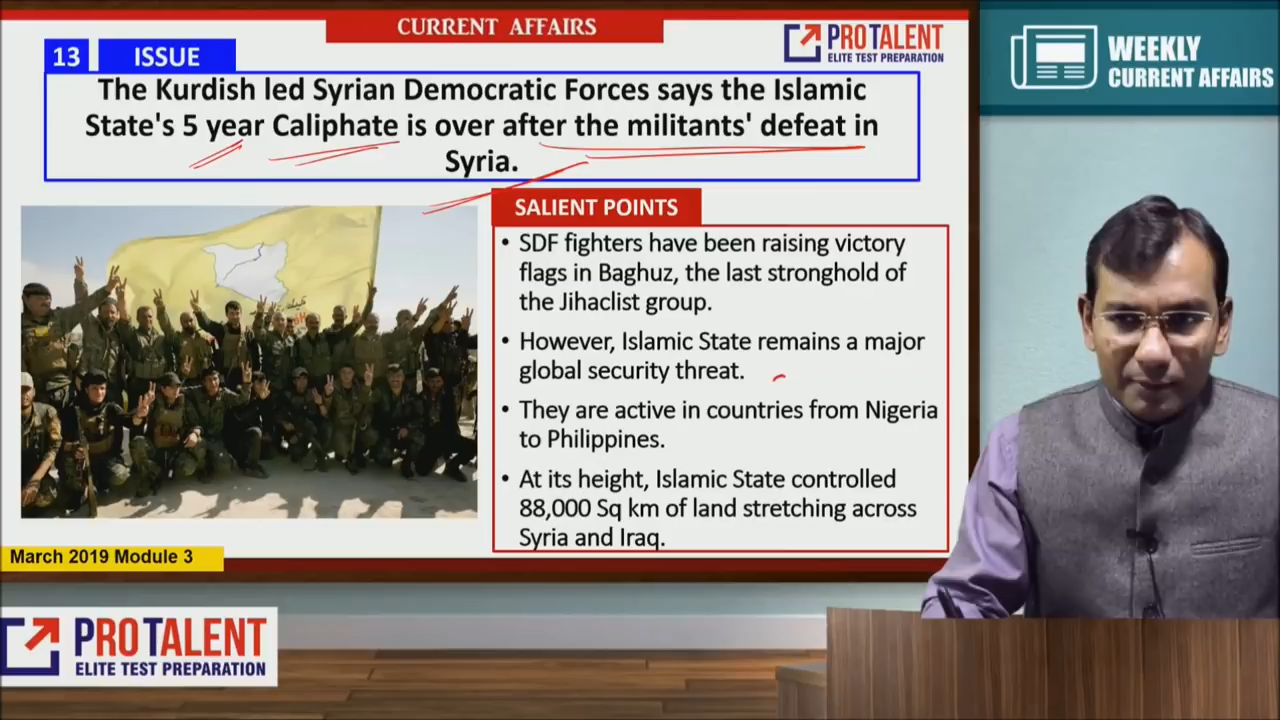 CURRENT AFFAIRS
13
ISSUE
PROTALENT
ELITE TEST PREPARATION
WEEKLY
CURRENT AFFAIRS
The Kurdish led Syrian Democratic Forces says the Islamic
State's 5 year Caliphate is over after the militants' defeat in
Syria.
SALIENT POINTS
• SDF fighters have been raising victory
flags in Baghuz, the last stronghold of
the Jihaclist group.
• However, Islamic State remains a major
global security threat.
• They are active in countries from Nigeria
to Philippines.
• At its height, Islamic State controlled
88,000 Sq km of land stretching across
Syria and Iraq.
March 2019 Module 3
PROTALENT
ELITE TEST PREPARATION